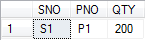 SNO PNO QTY
1 S1 P1 200